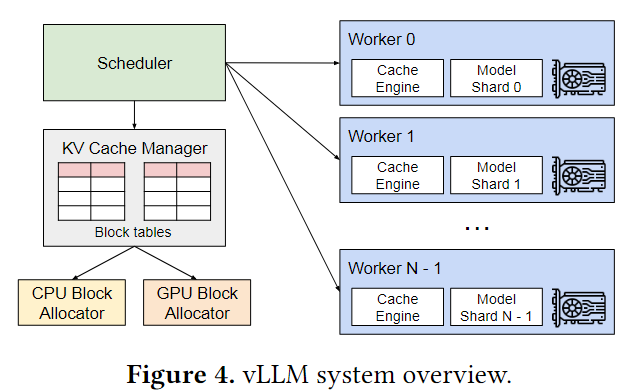 Scheduler
KV Cache Manager
Block tables
CPU Block
Allocator
GPU Block
Allocator
Worker 0
Cache
Engine
Model
Shard 0
Worker 1
Cache
Engine
Model
Shard 1
...
Worker N - 1
Cache
Engine
Model
Shard N - 1
Figure 4. vLLM system overview.